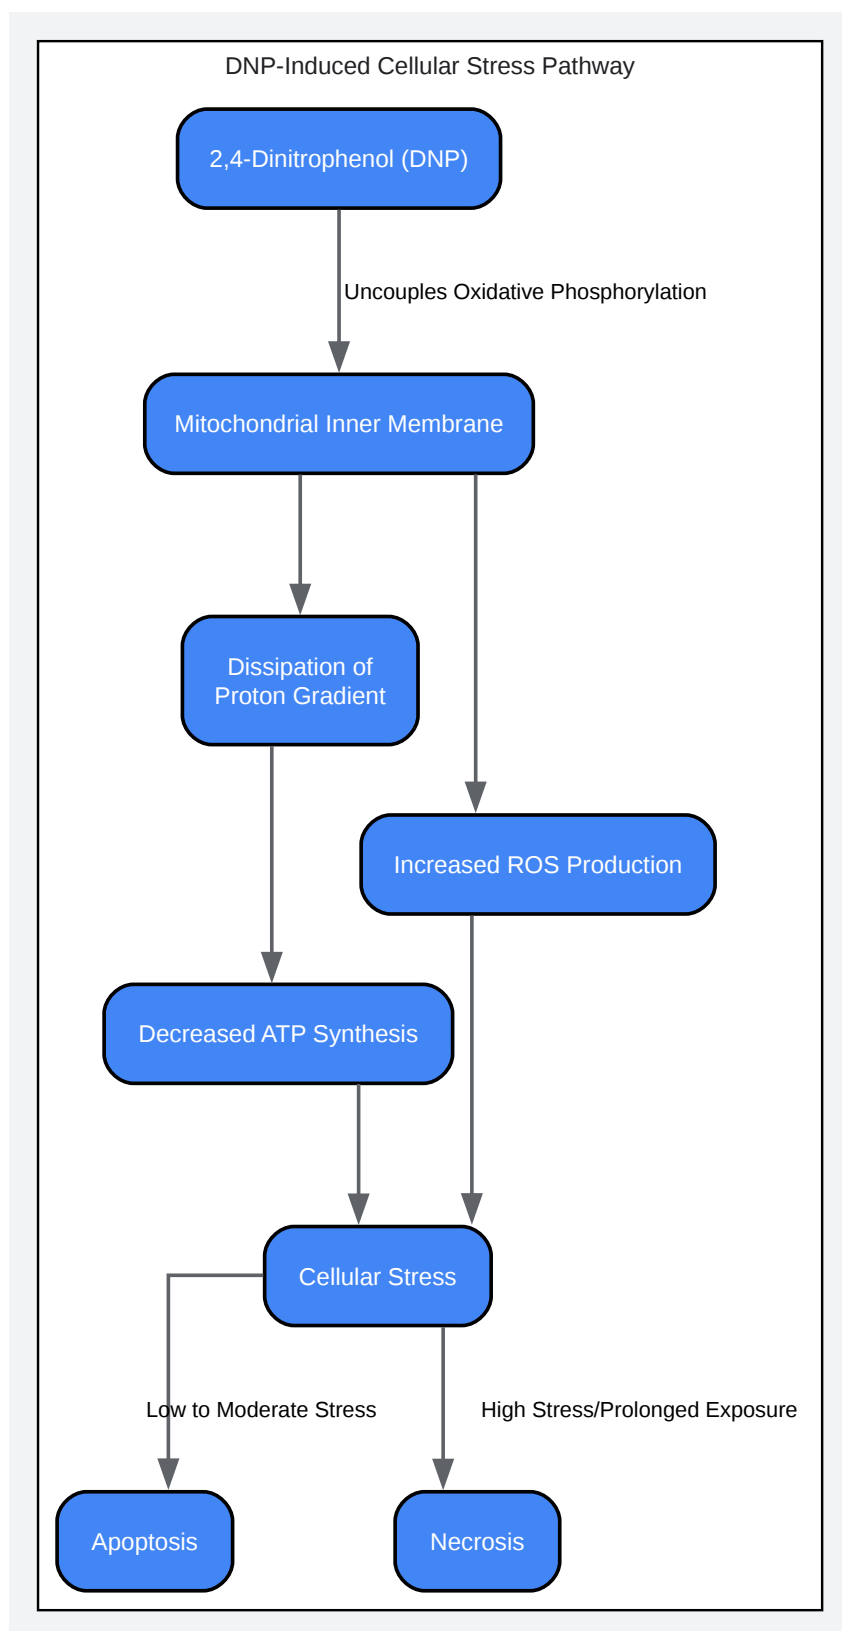 DNP-Induced Cellular Stress Pathway
2,4-Dinitrophenol (DNP)
Uncouples Oxidative Phosphorylation
Mitochondrial Inner Membrane
Dissipation of
Proton Gradient
Increased ROS Production
Decreased ATP Synthesis
Cellular Stress
Low to Moderate Stress
High Stress/Prolonged Exposure
Apoptosis
Necrosis